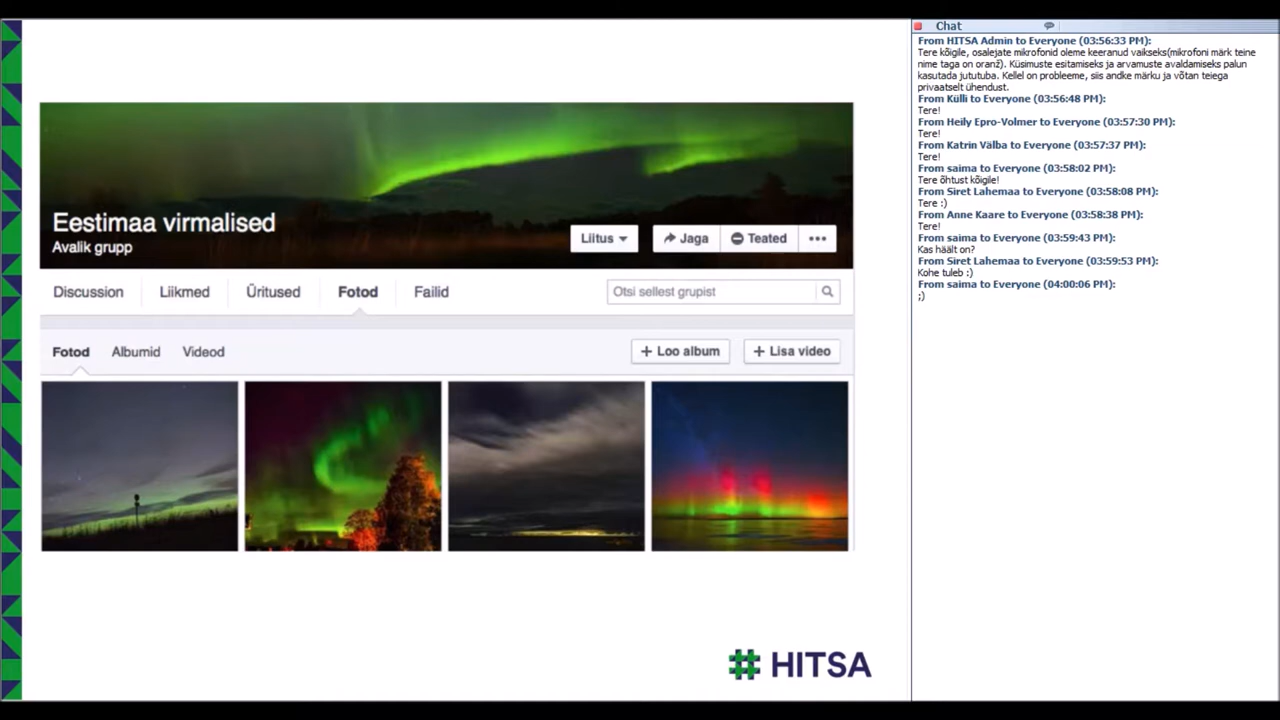 Eestimaa virmalised
Avalik grupp
Liitus
Jaga
Teated
Discussion
Liikmed
Üritused
Fotod
Failid
Otsi sellest grupist
Fotod
Albumid
Videod
+ Loo album
+ Lisa video
HITSA
Chat
From HITSA Admin to Everyone (03:56:33 PM):
Tere kõigile, osalejate mikrofonid oleme keeranud vaikseks(mikrofoni märk teine
nime taga on oranž). Küsimuste esitamiseks ja arvamuste avaldamiseks palun
kasutada jututuba. Kellel on probleeme, siis andke märku ja võtan teiega
privaatselt ühendust.
From Külli to Everyone (03:56:48 PM):
Tere!
From Heily Epro-Volmer to Everyone (03:57:30 PM):
Tere!
From Katrin Välba to Everyone (03:57:37 PM):
Tere!
From saima to Everyone (03:58:02 PM):
Tere õhtust kõigile!
From Siret Lahemaa to Everyone (03:58:08 PM):
Tere :)
From Anne Kaare to Everyone (03:58:38 PM):
Tere!
From saima to Everyone (03:59:43 PM):
Kas häält on?
From Siret Lahemaa to Everyone (03:59:53 PM):
Kohe tuleb :)
From saima to Everyone (04:00:06 PM):
;)